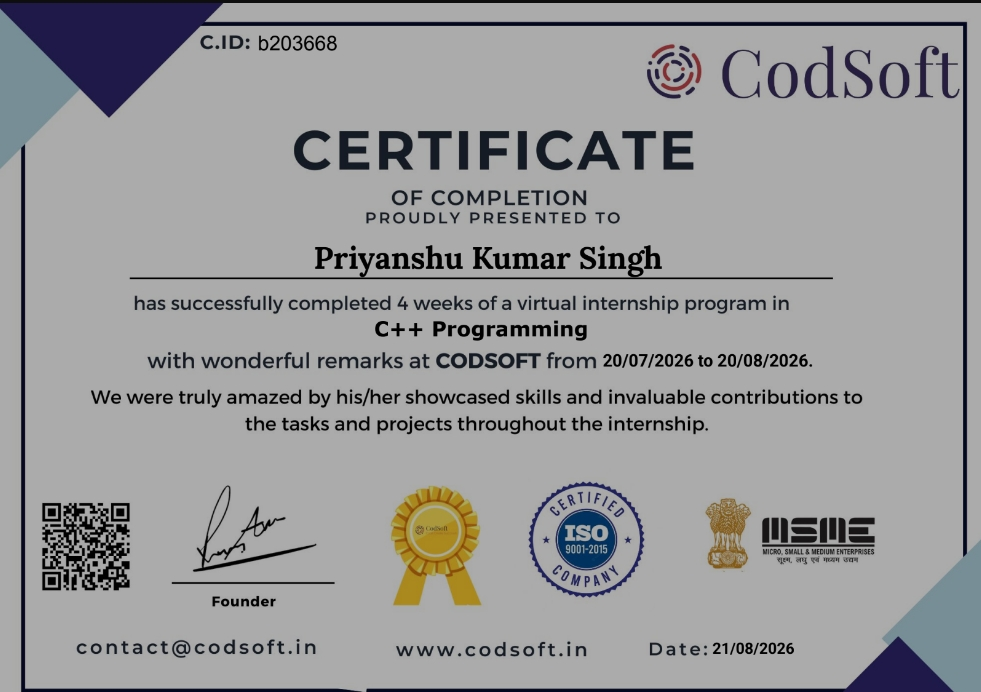 C.ID: b203668
CodSoft
CERTIFICATE
OF COMPLETION
PROUDLY PRESENTED TO
Priyanshu Kumar Singh
has successfully completed 4 weeks of a virtual internship program in
C++ Programming
with wonderful remarks at CODSOFT from 20/07/2026 to 20/08/2026.
We were truly amazed by his/her showcased skills and invaluable contributions to
the tasks and projects throughout the internship.
Founder
CodSoft
CERTIFIED
ISO
9001-2015
COMPANY
MSME
MICRO, SMALL & MEDIUM ENTERPRISES
सूक्ष्म, लघु एवं मध्यम उद्यम
contact@codsoft.in
www.codsoft.in
Date: 21/08/2026